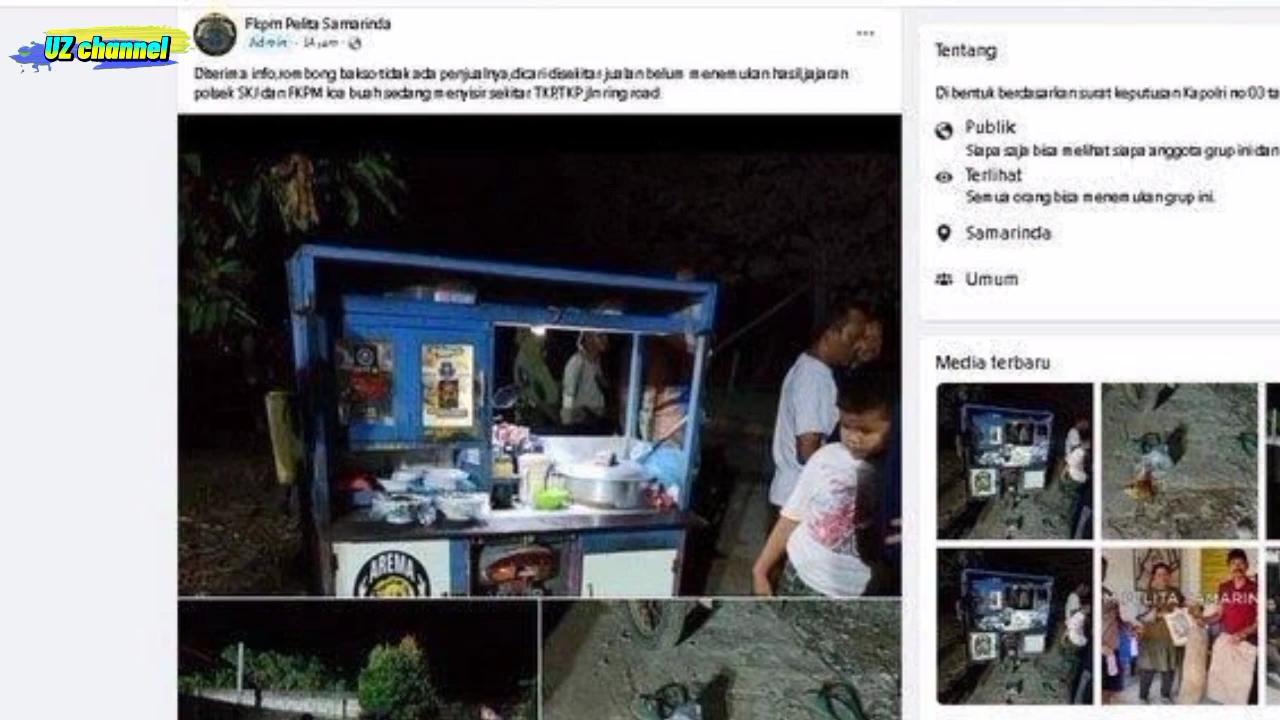 UZ channel
Fkpm Pelita Samarinda
Admin · 14 jam ·
Diterima info,rombong bakso tidak ada penjualnya,dicari disekitar jualan belum menemukan hasil,jajaran
polsek SKJ dan FKPM loa buah sedang menyisir sekitar TKP.TKP jln ring road
AREMA
Tentang
Di bentuk berdasarkan surat keputusan Kapolri no 03 ta
Publik
Siapa saja bisa melihat siapa anggota grup ini dan
Terlihat
Semua orang bisa menemukan grup ini.
Samarinda
Umum
Media terbaru
PELITA SAMARIN